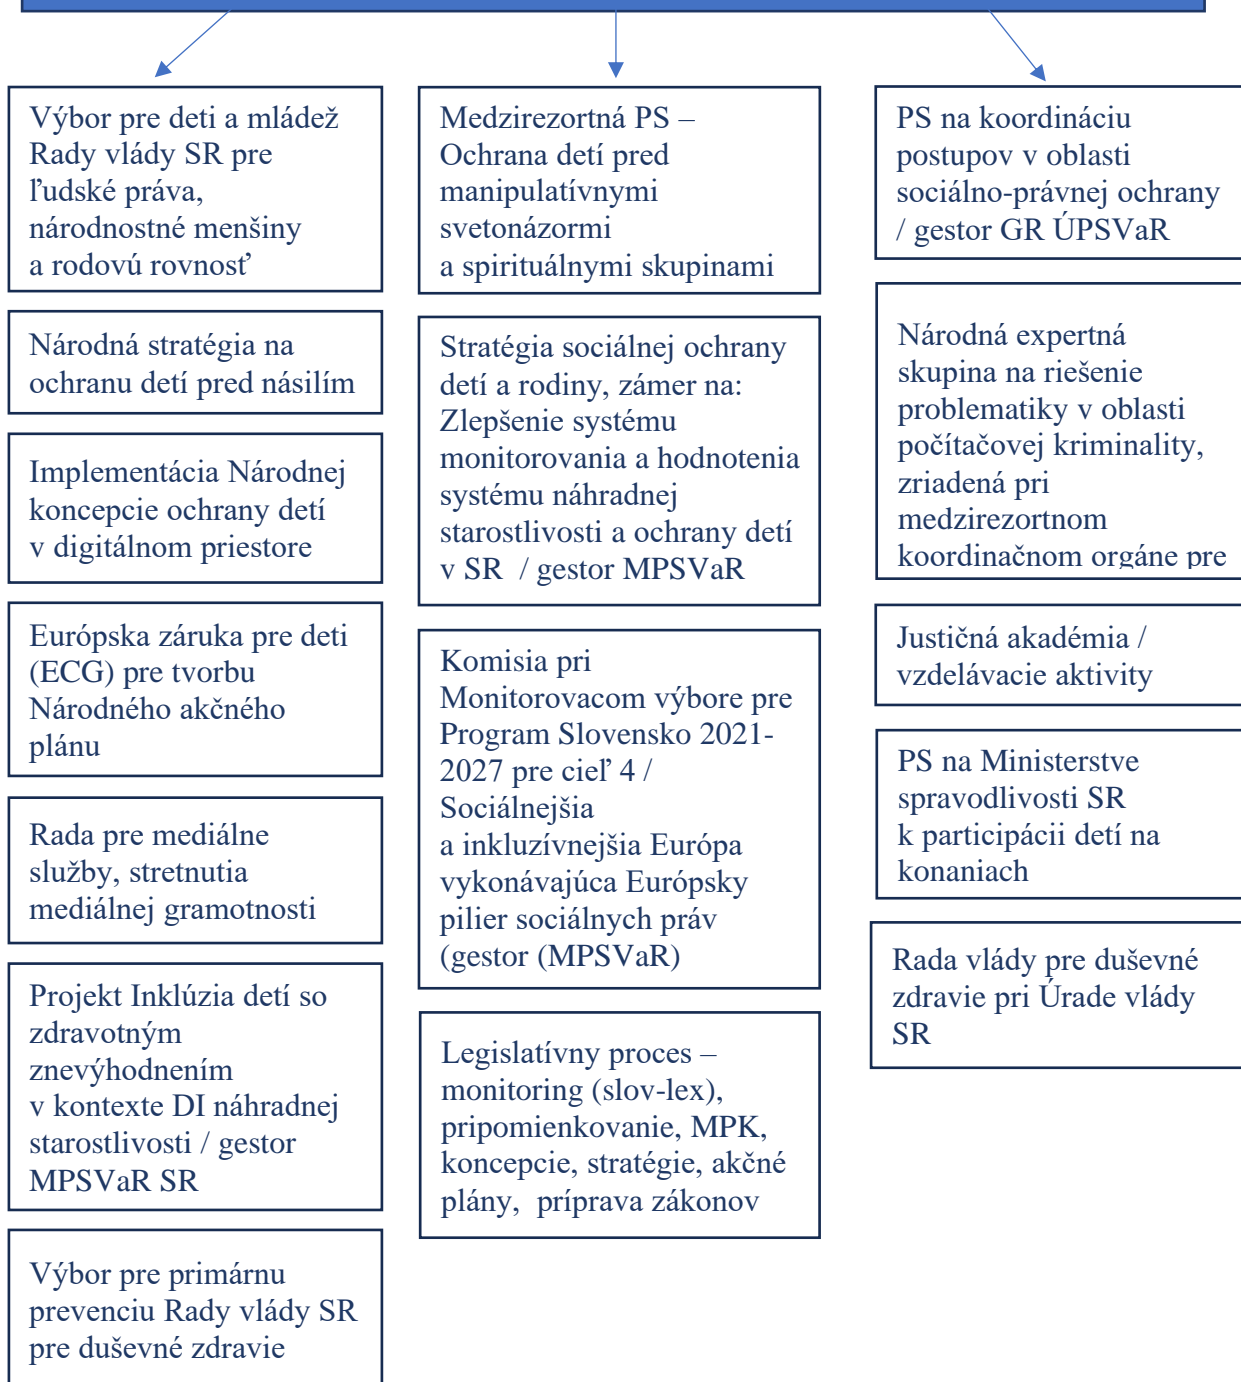 Výbor pre deti a mládež
Rady vlády SR pre
ľudské práva,
národnostné menšiny
a rodovú rovnosť
Národná stratégia na
ochranu detí pred násilím
Implementácia Národnej
koncepcie ochrany detí
v digitálnom priestore
Európska záruka pre deti
(ECG) pre tvorbu
Národného akčného
plánu
Rada pre mediálne
služby, stretnutia
mediálnej gramotnosti
Projekt Inklúzia detí so
zdravotným
znevýhodnením
v kontexte DI náhradnej
starostlivosti / gestor
MPSVaR SR
Výbor pre primárnu
prevenciu Rady vlády SR
pre duševné zdravie
Medzirezortná PS –
Ochrana detí pred
manipulatívnymi
svetonázormi
a spirituálnymi skupinami
Stratégia sociálnej ochrany
detí a rodiny, zámer na:
Zlepšenie systému
monitorovania a hodnotenia
systému náhradnej
starostlivosti a ochrany detí
v SR / gestor MPSVaR
Komisia pri
Monitorovacom výbore pre
Program Slovensko 2021-
2027 pre cieľ 4 /
Sociálnejšia
a inkluzívnejšia Európa
vykonávajúca Európsky
pilier sociálnych práv
(gestor (MPSVaR)
Legislatívny proces –
monitoring (slov-lex),
pripomienkovanie, MPK,
koncepcie, stratégie, akčné
plány, príprava zákonov
PS na koordináciu
postupov v oblasti
sociálno-právnej ochrany
/ gestor GR ÚPSVaR
Národná expertná
skupina na riešenie
problematiky v oblasti
počítačovej kriminality,
zriadená pri
medzirezortnom
koordinačnom orgáne pre
Justičná akadémia /
vzdelávacie aktivity
PS na Ministerstve
spravodlivosti SR
k participácii detí na
konaniach
Rada vlády pre duševné
zdravie pri Úrade vlády
SR